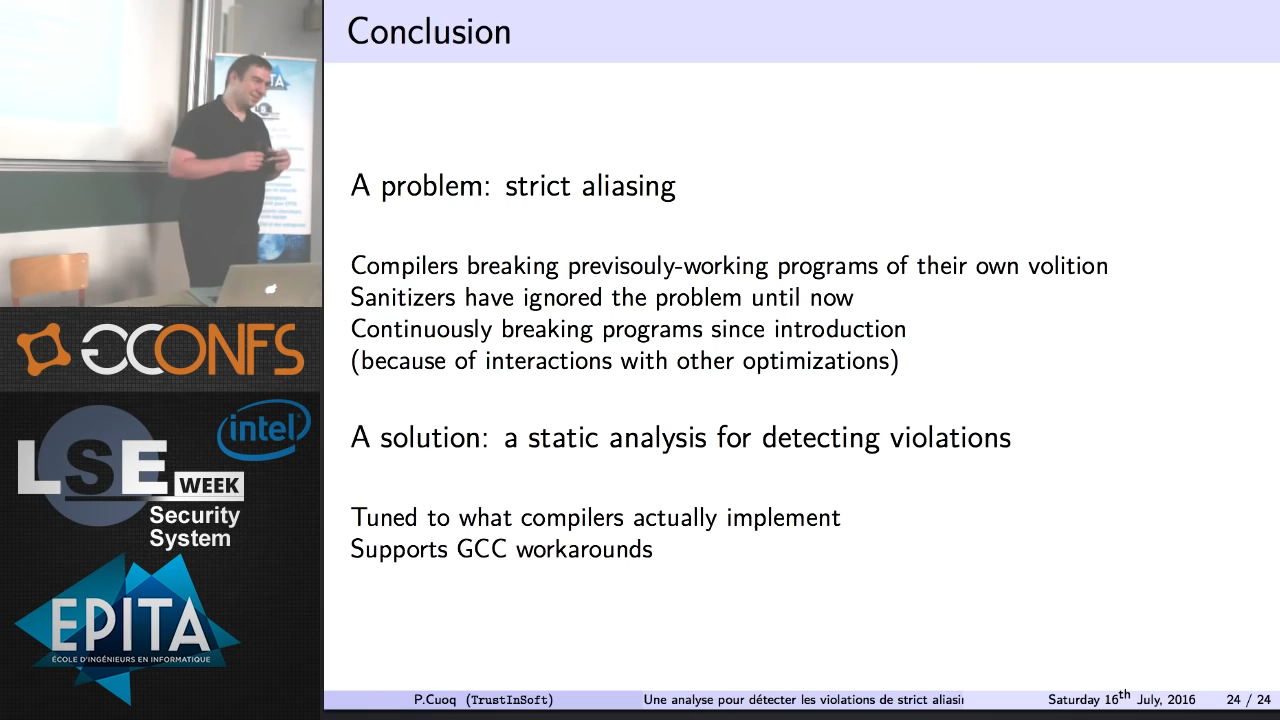 Conclusion
A problem: strict aliasing
Compilers breaking previsouly-working programs of their own volition
Sanitizers have ignored the problem until now
Continuously breaking programs since introduction
(because of interactions with other optimizations)
A solution: a static analysis for detecting violations
Tuned to what compilers actually implement
Supports GCC workarounds
P.Cuoq (TrustInSoft)
Une analyse pour détecter les violations de strict aliasin
Saturday 16th July, 2016
24 / 24
GCONFS
intel
LSE
WEEK
Security
System
EPITA
ÉCOLE D'INGÉNIEURS EN INFORMATIQUE